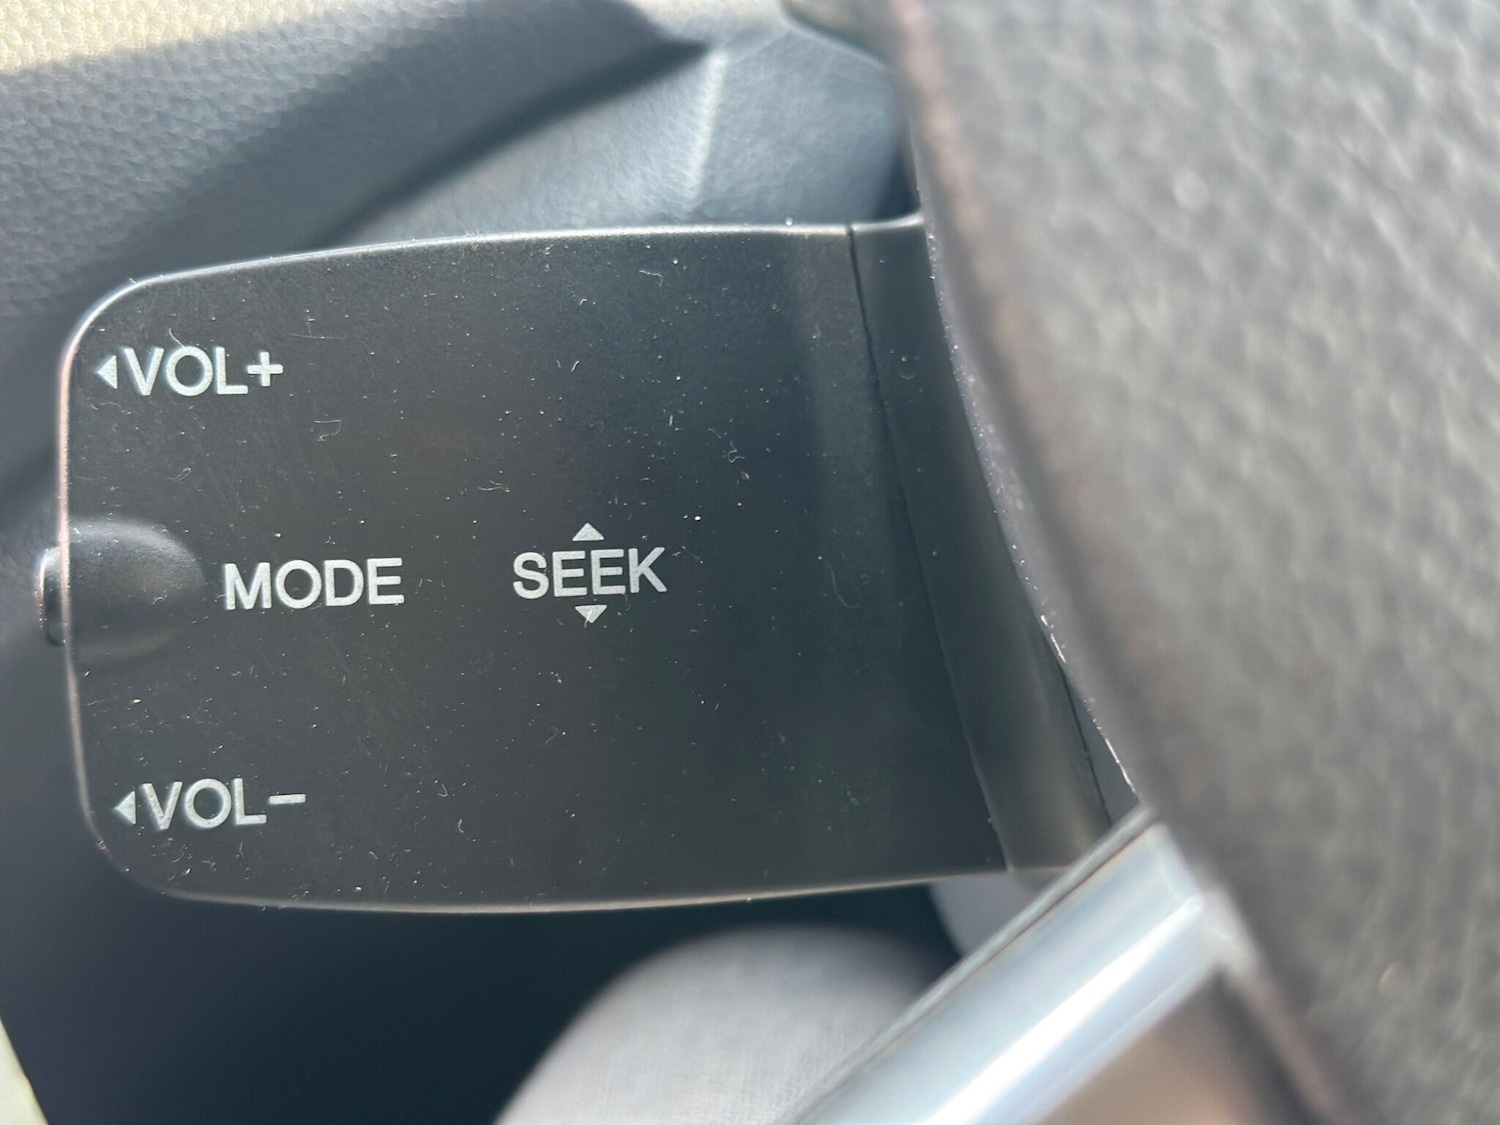 ◀VOL+
MODE
▲
SEEK
▼
◀VOL-